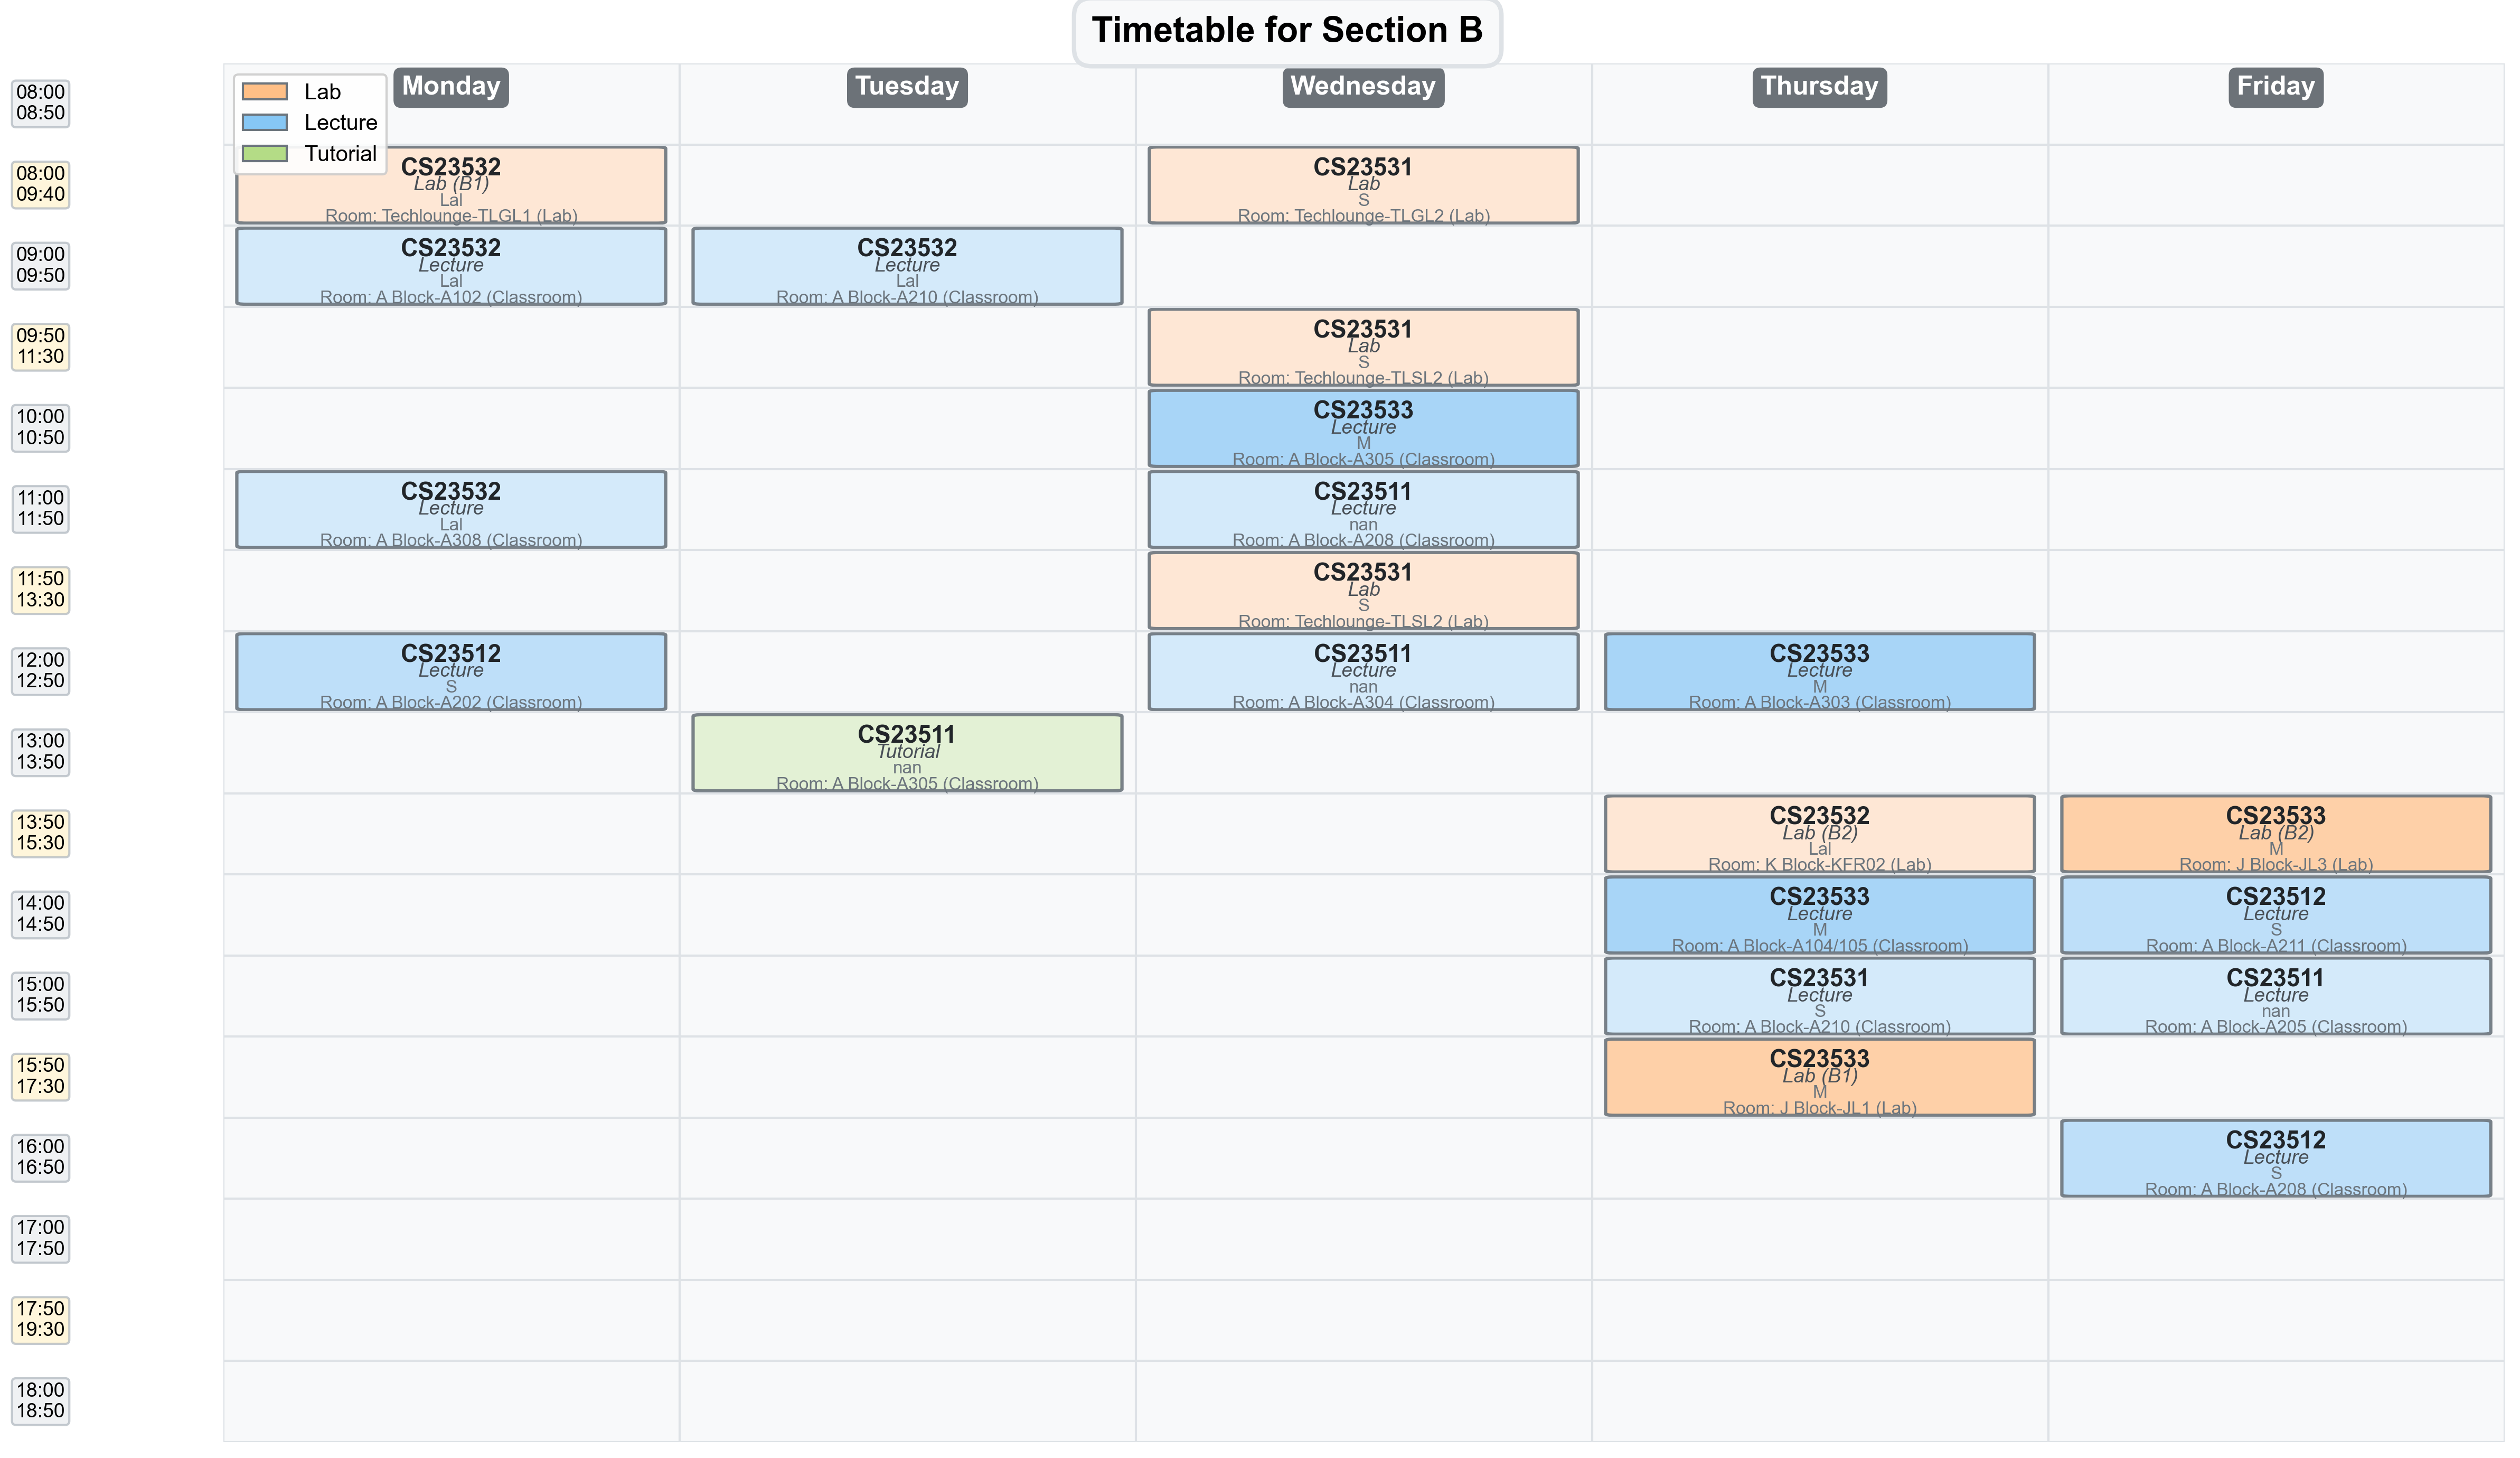 Timetable for Section B
Lab
Lecture
Tutorial
Monday
Tuesday
Wednesday
Thursday
Friday
08:00
08:50
08:00
09:40
CS23532
Lab (B1)
Lal
Room: Techlounge-TLGL1 (Lab)
CS23531
Lab
S
Room: Techlounge-TLGL2 (Lab)
09:00
09:50
CS23532
Lecture
Lal
Room: A Block-A102 (Classroom)
CS23532
Lecture
Lal
Room: A Block-A210 (Classroom)
09:50
11:30
CS23531
Lab
S
Room: Techlounge-TLSL2 (Lab)
10:00
10:50
CS23533
Lecture
M
Room: A Block-A305 (Classroom)
11:00
11:50
CS23532
Lecture
Lal
Room: A Block-A308 (Classroom)
CS23511
Lecture
nan
Room: A Block-A208 (Classroom)
11:50
13:30
CS23531
Lab
S
Room: Techlounge-TLSL2 (Lab)
12:00
12:50
CS23512
Lecture
S
Room: A Block-A202 (Classroom)
CS23511
Lecture
nan
Room: A Block-A304 (Classroom)
CS23533
Lecture
M
Room: A Block-A303 (Classroom)
13:00
13:50
CS23511
Tutorial
nan
Room: A Block-A305 (Classroom)
13:50
15:30
CS23532
Lab (B2)
Lal
Room: K Block-KFR02 (Lab)
CS23533
Lab (B2)
M
Room: J Block-JL3 (Lab)
14:00
14:50
CS23533
Lecture
M
Room: A Block-A104/105 (Classroom)
CS23512
Lecture
S
Room: A Block-A211 (Classroom)
15:00
15:50
CS23531
Lecture
S
Room: A Block-A210 (Classroom)
CS23511
Lecture
nan
Room: A Block-A205 (Classroom)
15:50
17:30
CS23533
Lab (B1)
M
Room: J Block-JL1 (Lab)
16:00
16:50
CS23512
Lecture
S
Room: A Block-A208 (Classroom)
17:00
17:50
17:50
19:30
18:00
18:50